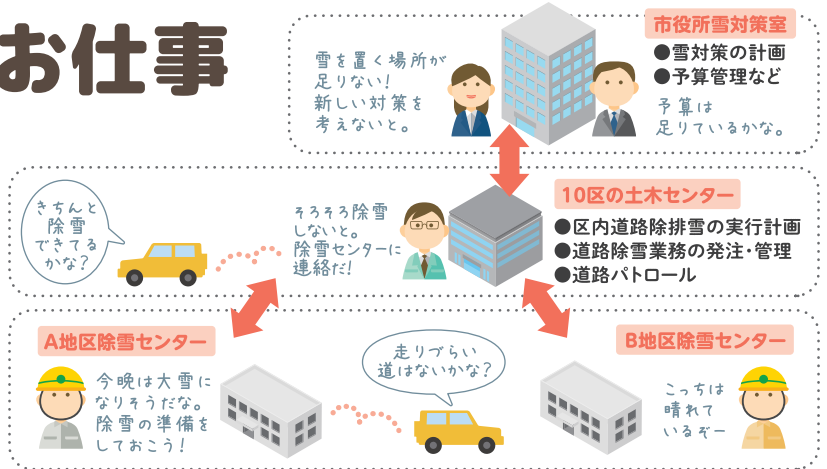 お仕事
市役所雪対策室
●雪対策の計画
●予算管理など
雪を置く場所が
足りない!
新しい対策を
考えないと。
予算は
足りているかな。
10区の土木センター
●区内道路除排雪の実行計画
●道路除雪業務の発注・管理
●道路パトロール
きちんと
除雪
できてる
かな?
そろそろ除雪
しないと。
除雪センターに
連絡だ!
A地区除雪センター
今晩は大雪に
なりそうだな。
除雪の準備を
しておこう!
走りづらい
道はないかな?
B地区除雪センター
こっちは
晴れて
いるぞー